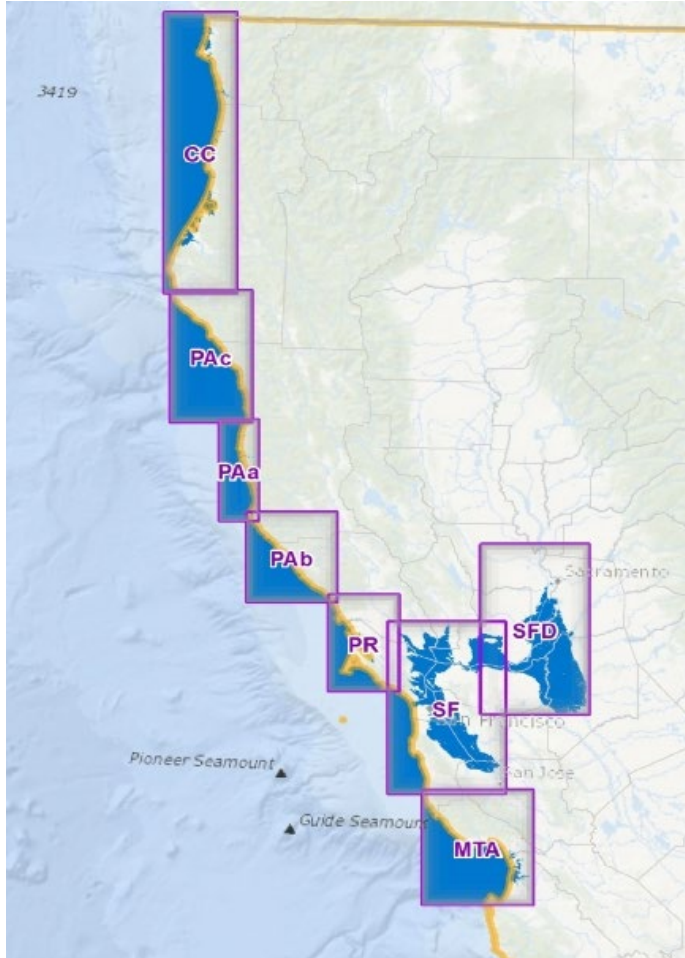 3419
CC
PAc
PAa
PAb
Sacramento
SFD
PR
SF
San Francisco
Pioneer Seamount
San Jose
Guide Seamount
MTA